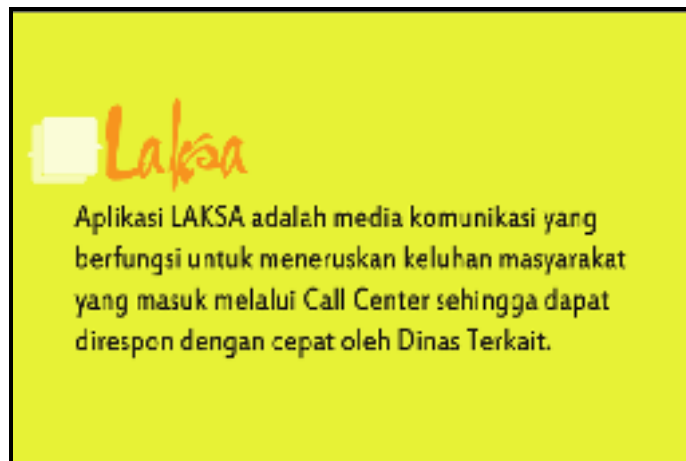 Laksa
Aplikasi LAKSA adalah media komunikasi yang
berfungsi untuk meneruskan keluhan masyarakat
yang masuk melalui Call Center sehingga dapat
direspon dengan cepat oleh Dinas Terkait.